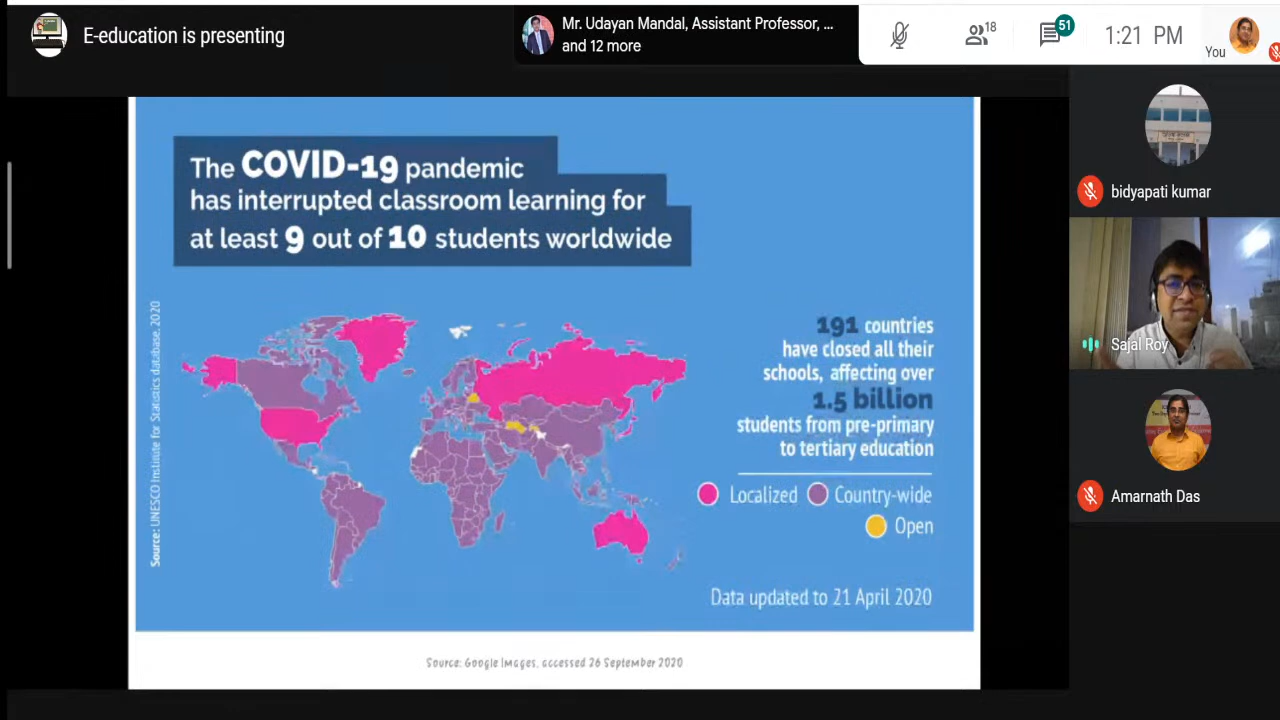 E-education is presenting
Mr. Udayan Mandal, Assistant Professor, ...
and 12 more
18
51
1:21 PM
You
The COVID-19 pandemic
has interrupted classroom learning for
at least 9 out of 10 students worldwide
Source: UNESCO Institute for Statistics database, 2020
191 countries
have closed all their
schools, affecting over
1.5 billion
students from pre-primary
to tertiary education
Localized Country-wide
Open
Data updated to 21 April 2020
Source: Google Images, accessed 26 September 2020
bidyapati kumar
Sajal Roy
Amarnath Das